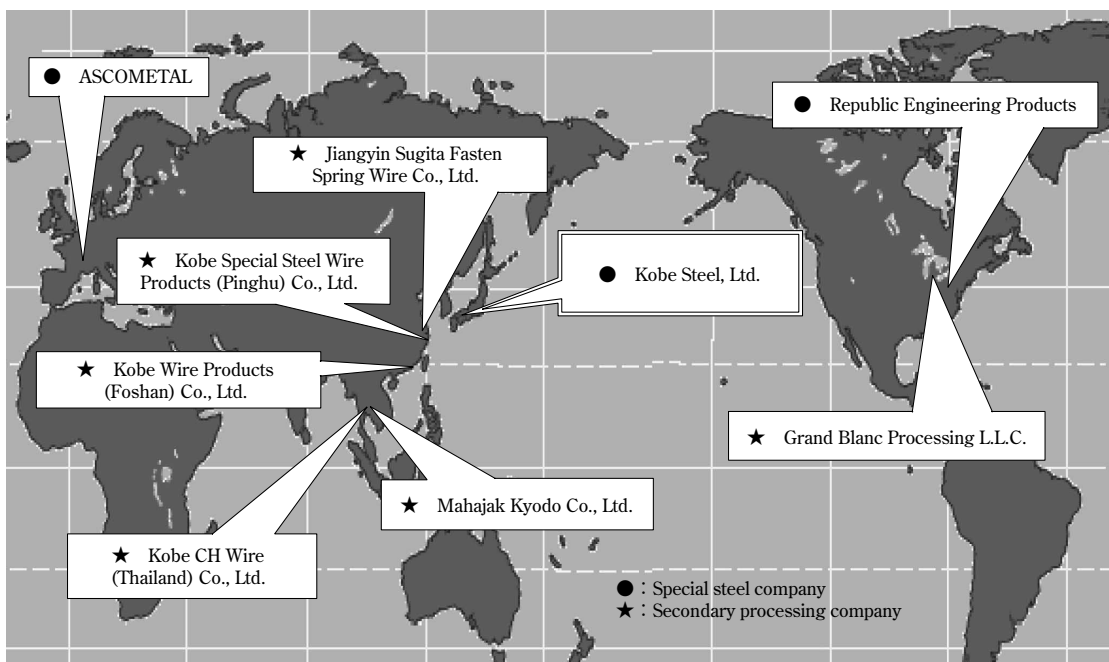 ● ASCOMETAL
● Republic Engineering Products
★ Jiangyin Sugita Fasten
Spring Wire Co., Ltd.
★ Kobe Special Steel Wire
Products (Pinghu) Co., Ltd.
● Kobe Steel, Ltd.
★ Kobe Wire Products
(Foshan) Co., Ltd.
★ Grand Blanc Processing L.L.C.
★ Mahajak Kyodo Co., Ltd.
★ Kobe CH Wire
(Thailand) Co., Ltd.
●：Special steel company
★：Secondary processing company